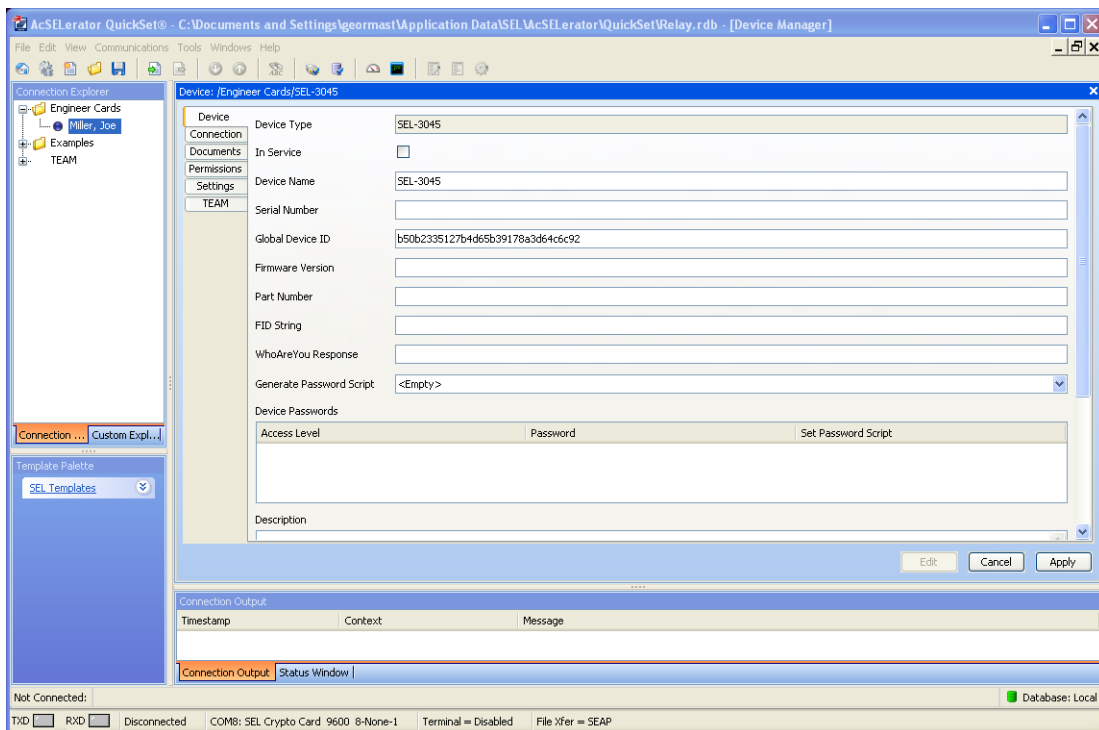 AcSELerator QuickSet® - C:\Documents and Settings\geormast\Application Data\SEL\AcSELerator\QuickSet\Relay.rdb - [Device Manager]
File Edit View Communications Tools Windows Help
Connection Explorer
Engineer Cards
Miller, Joe
Examples
TEAM
Connection ... Custom Expl...
Template Palette
SEL Templates
Device: /Engineer Cards/SEL-3045
Device
Connection
Documents
Permissions
Settings
TEAM
Device Type SEL-3045
In Service
Device Name SEL-3045
Serial Number
Global Device ID b50b2335127b4d65b39178a3d64c6c92
Firmware Version
Part Number
FID String
WhoAreYou Response
Generate Password Script <Empty>
Device Passwords
Access Level Password Set Password Script
Description
Edit Cancel Apply
Connection Output
Timestamp Context Message
Connection Output Status Window
Not Connected: Database: Local
TXD RXD Disconnected COM8: SEL Crypto Card 9600 8-None-1 Terminal = Disabled File Xfer = SEAP